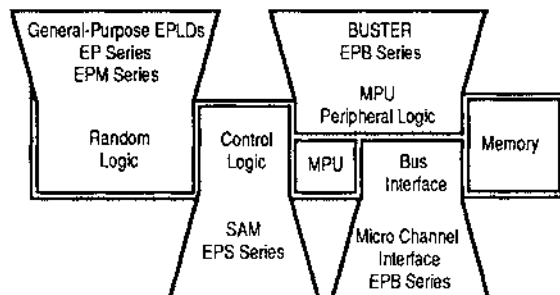 General-Purpose EPLDs
EP Series
EPM Series
Random
Logic
Control
Logic
SAM
EPS Series
BUSTER
EPB Series
MPU
Peripheral Logic
MPU
Bus
Interface
Micro Channel
Interface
EPB Series
Memory